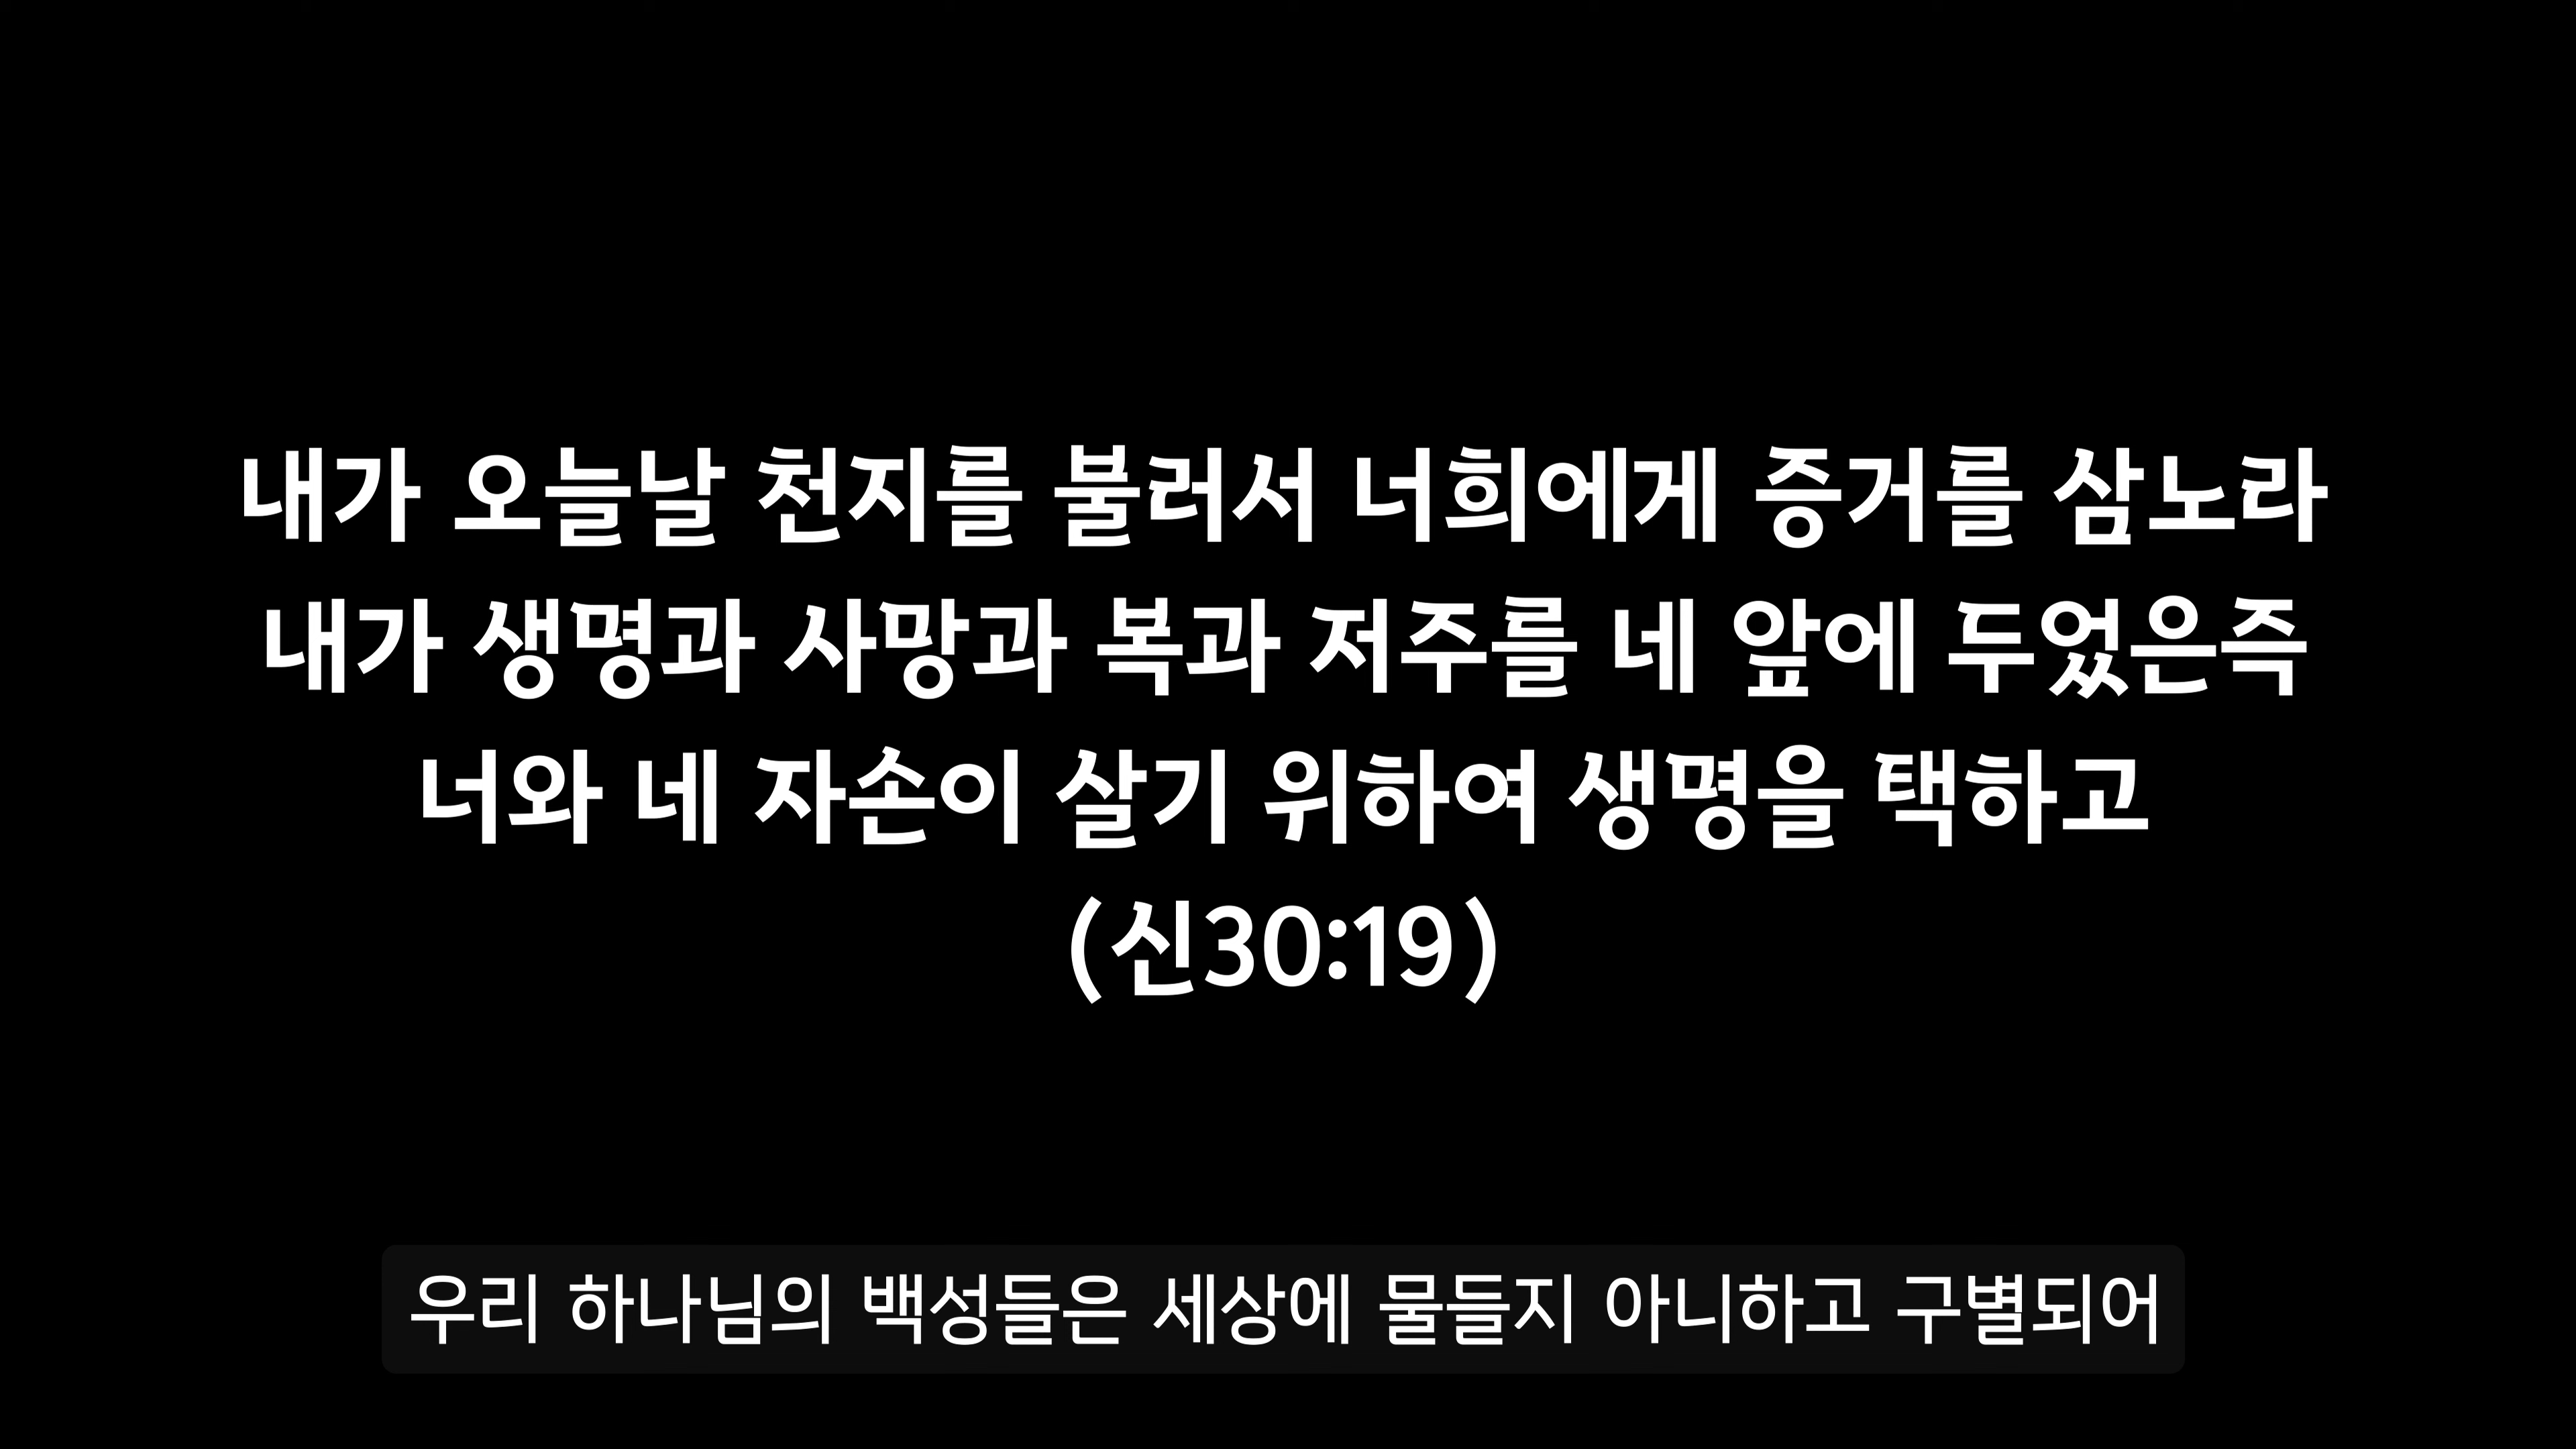 내가 오늘날 천지를 불러서 너희에게 증거를 삼노라
내가 생명과 사망과 복과 저주를 네 앞에 두었은즉
너와 네 자손이 살기 위하여 생명을 택하고
(신30:19)
우리 하나님의 백성들은 세상에 물들지 아니하고 구별되어